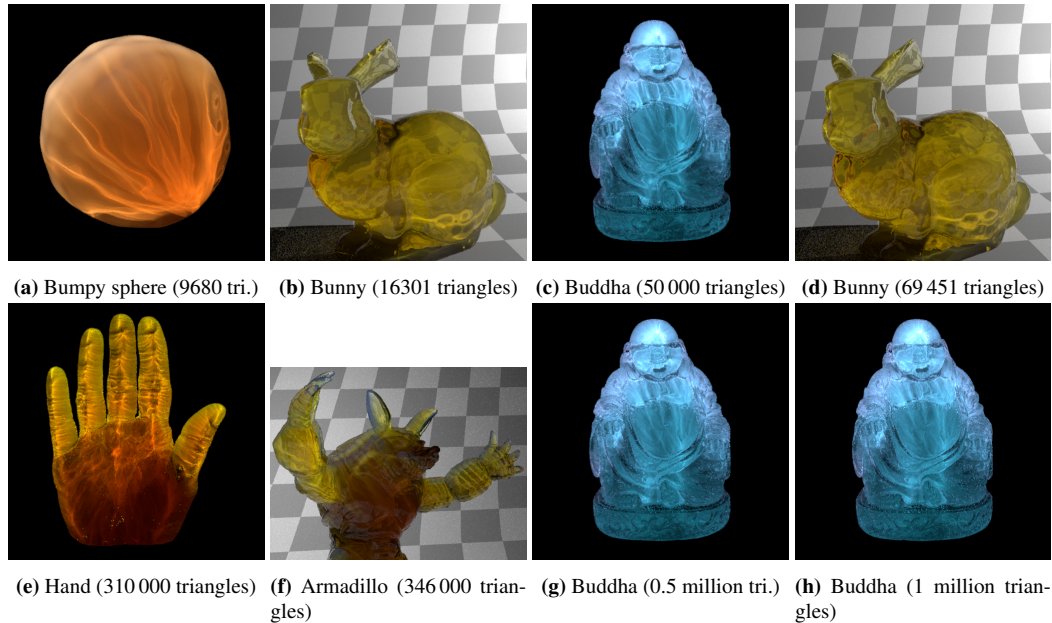 (a) Bumpy sphere (9680 tri.)
(b) Bunny (16301 triangles)
(c) Buddha (50 000 triangles)
(d) Bunny (69 451 triangles)
(e) Hand (310 000 triangles)
(f) Armadillo (346 000 trian-
gles)
(g) Buddha (0.5 million tri.)
(h) Buddha (1 million trian-
gles)